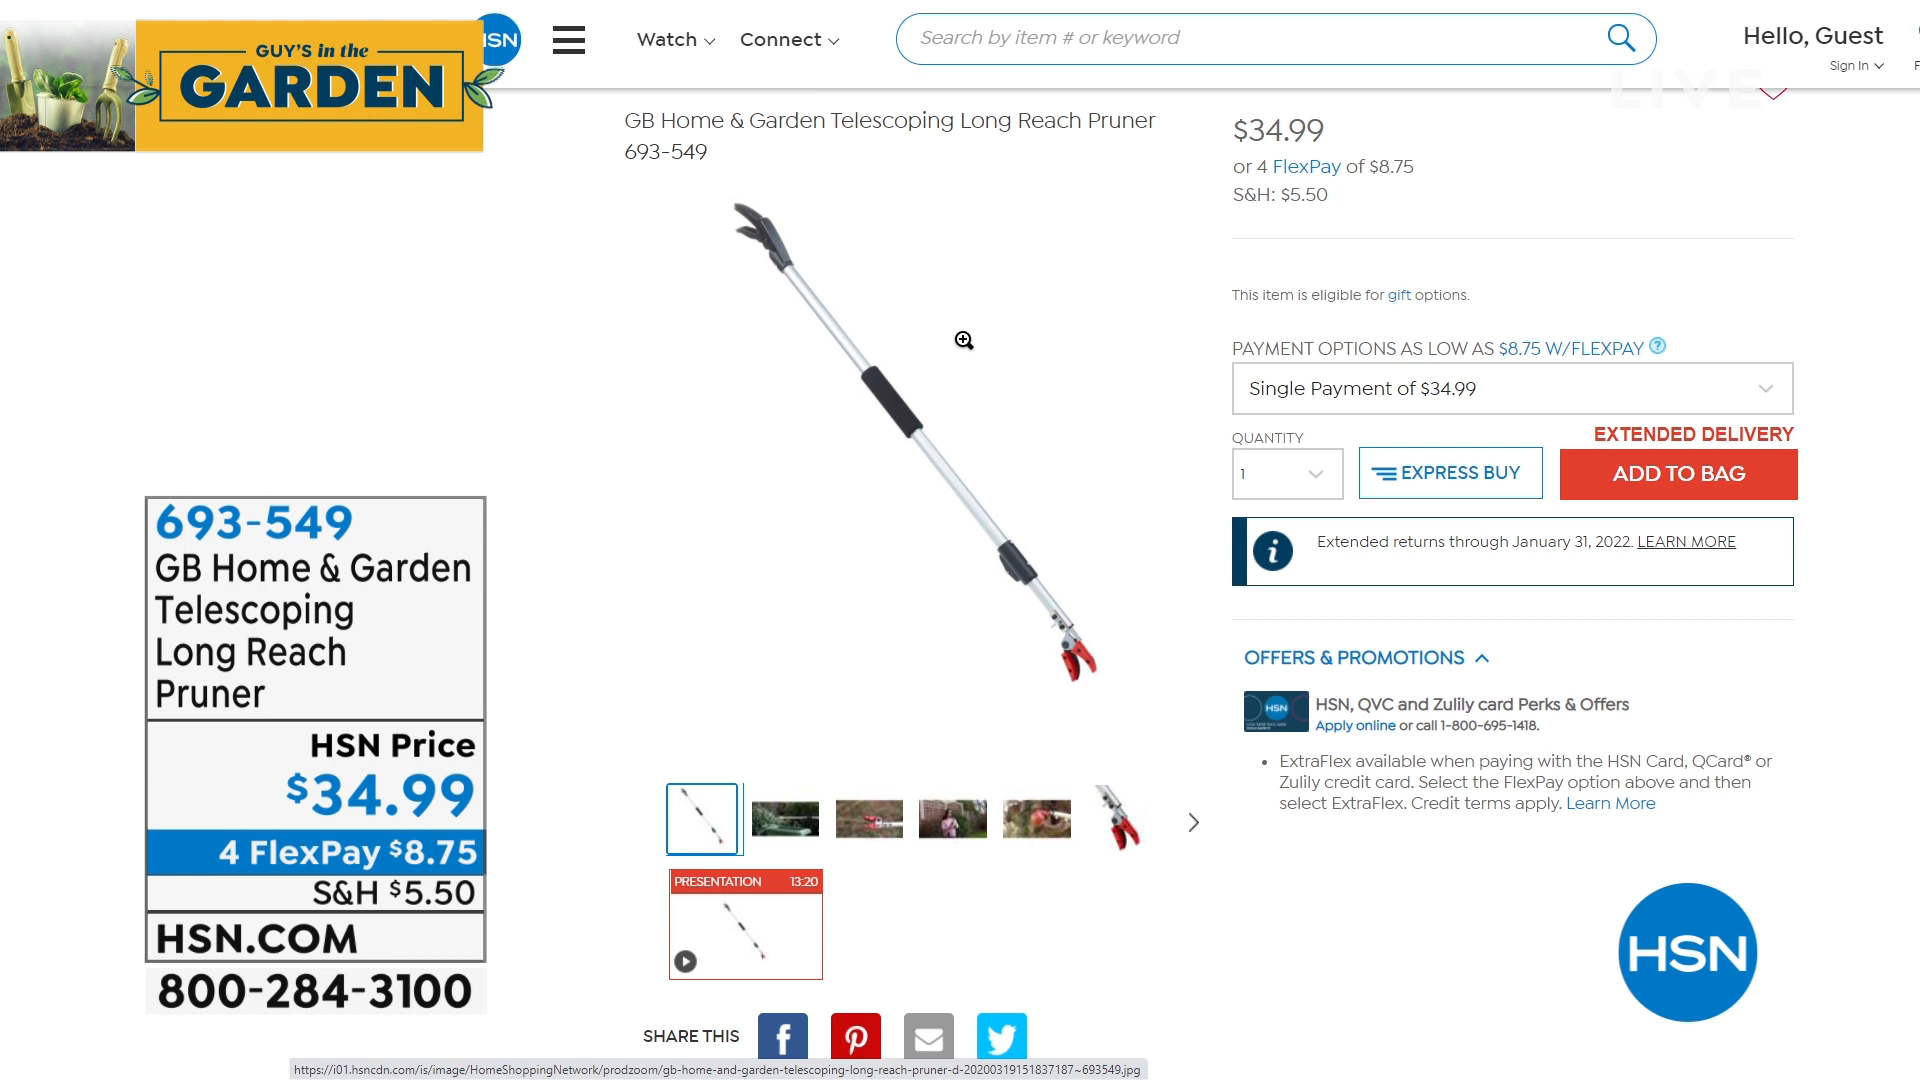 GUY'S in the
GARDEN
HSN
Watch
Connect
Search by item # or keyword
Hello, Guest
Sign In
LIVE
GB Home & Garden Telescoping Long Reach Pruner
693-549
$34.99
or 4 FlexPay of $8.75
S&H: $5.50
This item is eligible for gift options.
PAYMENT OPTIONS AS LOW AS $8.75 W/FLEXPAY ?
Single Payment of $34.99
EXTENDED DELIVERY
QUANTITY
1
EXPRESS BUY
ADD TO BAG
i
Extended returns through January 31, 2022. LEARN MORE
OFFERS & PROMOTIONS
HSN
HSN, QVC and Zulily card Perks & Offers
Apply online or call 1-800-695-1418.
• ExtraFlex available when paying with the HSN Card, QCard® or
Zulily credit card. Select the FlexPay option above and then
select ExtraFlex. Credit terms apply. Learn More
693-549
GB Home & Garden
Telescoping
Long Reach
Pruner
HSN Price
$34.99
4 FlexPay $8.75
S&H $5.50
HSN.COM
800-284-3100
PRESENTATION 13:20
HSN
SHARE THIS
https://i01.hsncdn.com/is/image/HomeShoppingNetwork/prodzoom/gb-home-and-garden-telescoping-long-reach-pruner-d-20200319151837187~693549.jpg